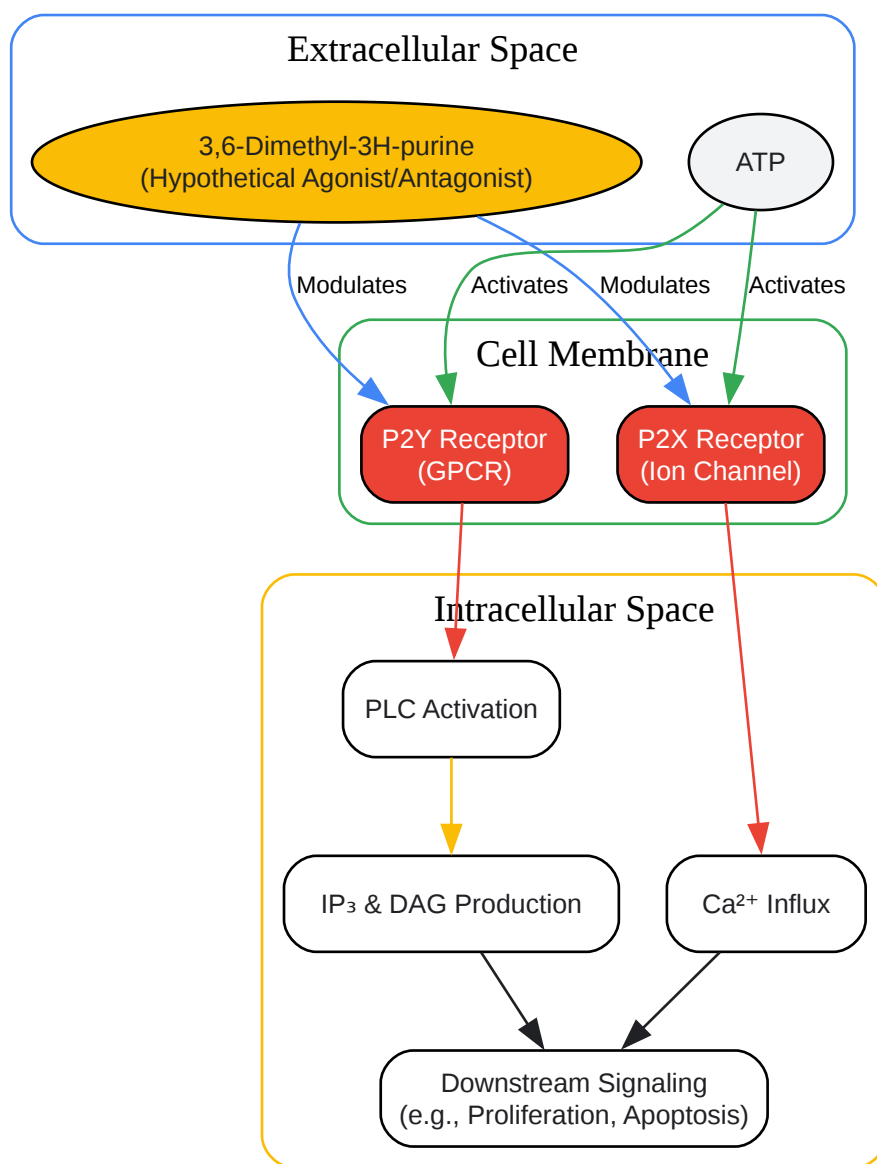 Extracellular Space
3,6-Dimethyl-3H-purine
(Hypothetical Agonist/Antagonist)
ATP
Modulates
Activates
Modulates
Activates
Cell Membrane
P2Y Receptor
(GPCR)
P2X Receptor
(Ion Channel)
Intracellular Space
PLC Activation
IP₃ & DAG Production
Ca²⁺ Influx
Downstream Signaling
(e.g., Proliferation, Apoptosis)